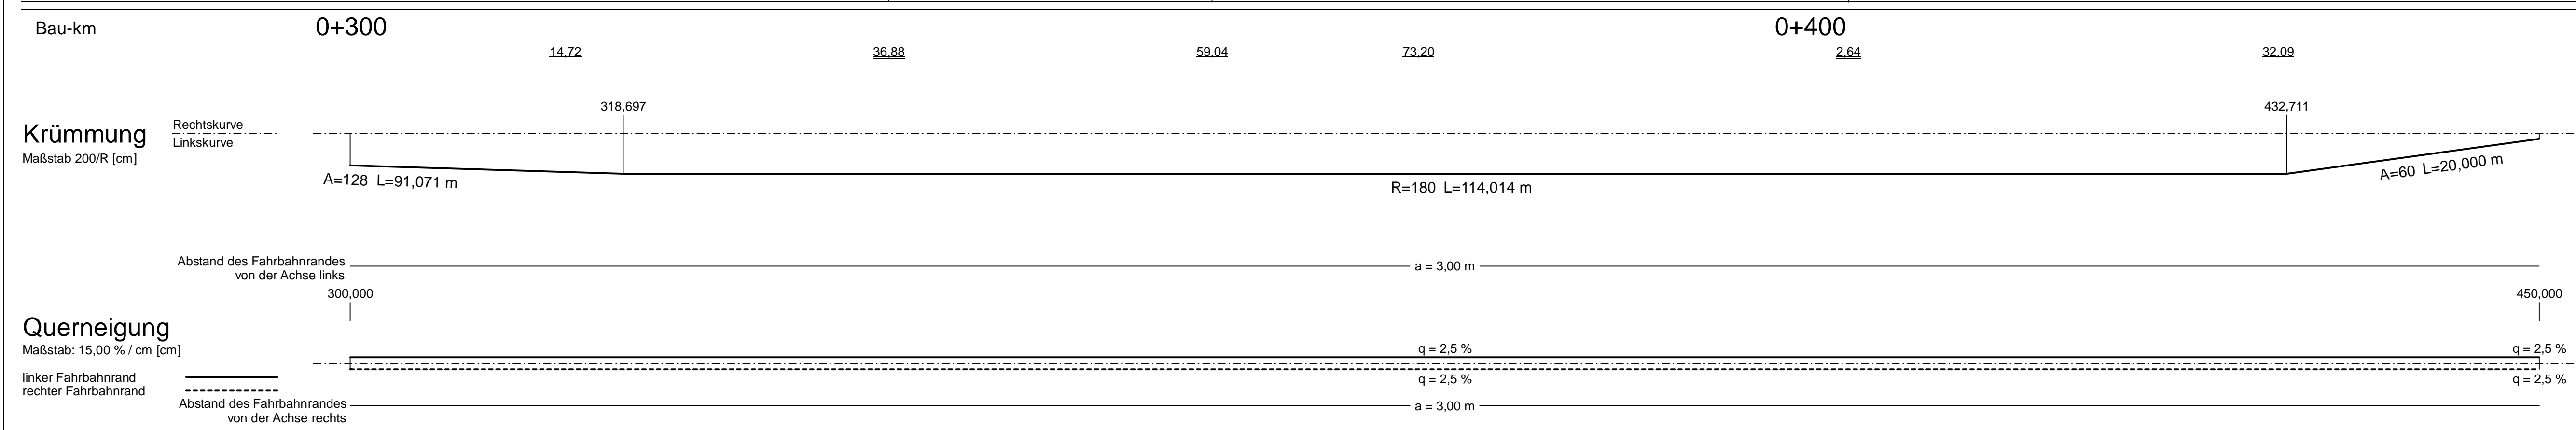 Bau-km 0+300 0+400
14,72 36,88 59,04 73,20 2,64 32,09
318,697 432,711
Krümmung
Maßstab 200/R [cm]
Rechtskurve
Linkskurve
A=128 L=91,071 m
R=180 L=114,014 m
A=60 L=20,000 m
Abstand des Fahrbahnrandes
von der Achse links
a = 3,00 m
300,000 450,000
Querneigung
Maßstab: 15,00 % / cm [cm]
q = 2,5 % q = 2,5 %
q = 2,5 % q = 2,5 %
linker Fahrbahnrand
rechter Fahrbahnrand
Abstand des Fahrbahnrandes
von der Achse rechts
a = 3,00 m